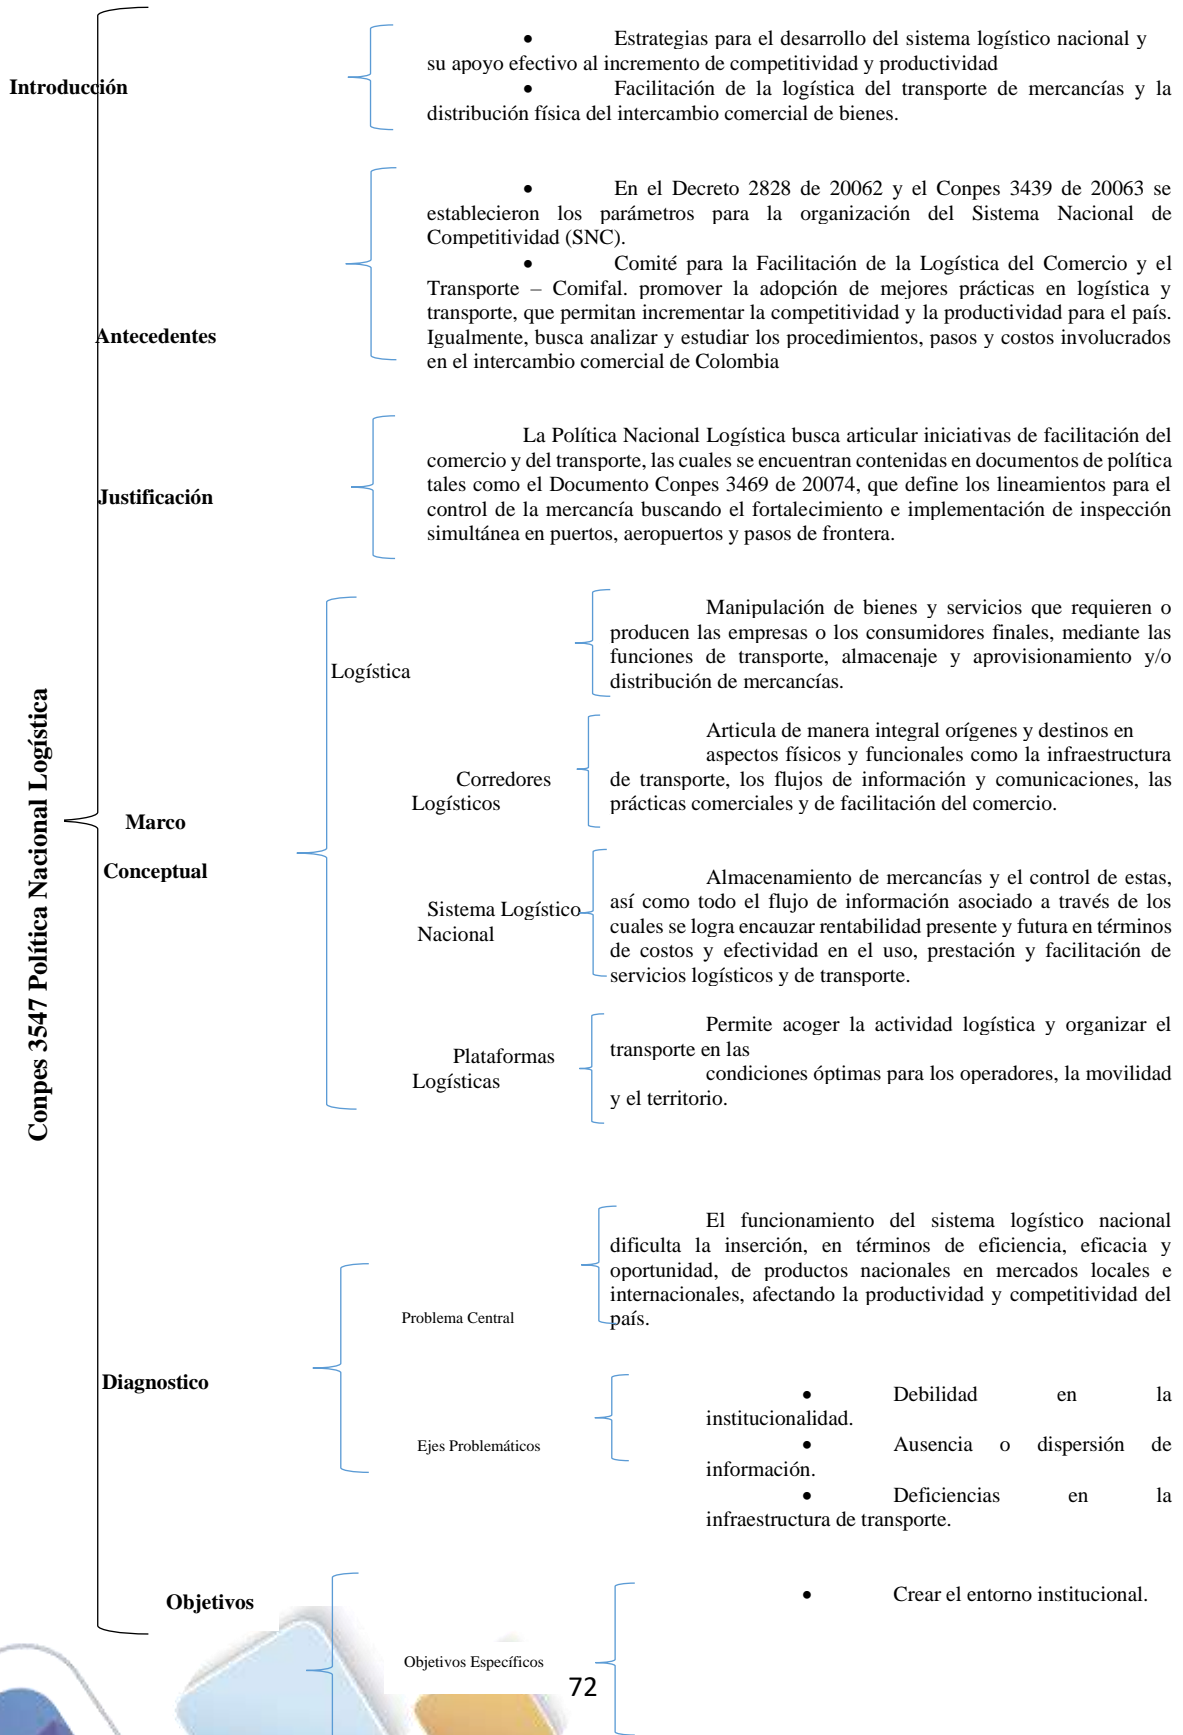 Conpes 3547 Política Nacional Logística
Introducción
• Estrategias para el desarrollo del sistema logístico nacional y
su apoyo efectivo al incremento de competitividad y productividad
• Facilitación de la logística del transporte de mercancías y la
distribución física del intercambio comercial de bienes.
Antecedentes
• En el Decreto 2828 de 20062 y el Conpes 3439 de 20063 se
establecieron los parámetros para la organización del Sistema Nacional de
Competitividad (SNC).
• Comité para la Facilitación de la Logística del Comercio y el
Transporte – Comifal. promover la adopción de mejores prácticas en logística y
transporte, que permitan incrementar la competitividad y la productividad para el país.
Igualmente, busca analizar y estudiar los procedimientos, pasos y costos involucrados
en el intercambio comercial de Colombia
Justificación
La Política Nacional Logística busca articular iniciativas de facilitación del
comercio y del transporte, las cuales se encuentran contenidas en documentos de política
tales como el Documento Conpes 3469 de 20074, que define los lineamientos para el
control de la mercancía buscando el fortalecimiento e implementación de inspección
simultánea en puertos, aeropuertos y pasos de frontera.
Marco
Conceptual
Logística
Manipulación de bienes y servicios que requieren o
producen las empresas o los consumidores finales, mediante las
funciones de transporte, almacenaje y aprovisionamiento y/o
distribución de mercancías.
Corredores
Logísticos
Articula de manera integral orígenes y destinos en
aspectos físicos y funcionales como la infraestructura
de transporte, los flujos de información y comunicaciones, las
prácticas comerciales y de facilitación del comercio.
Sistema Logístico
Nacional
Almacenamiento de mercancías y el control de estas,
así como todo el flujo de información asociado a través de los
cuales se logra encauzar rentabilidad presente y futura en términos
de costos y efectividad en el uso, prestación y facilitación de
servicios logísticos y de transporte.
Plataformas
Logísticas
Permite acoger la actividad logística y organizar el
transporte en las
condiciones óptimas para los operadores, la movilidad
y el territorio.
Diagnostico
Problema Central
El funcionamiento del sistema logístico nacional
dificulta la inserción, en términos de eficiencia, eficacia y
oportunidad, de productos nacionales en mercados locales e
internacionales, afectando la productividad y competitividad del
país.
Ejes Problemáticos
• Debilidad en la
institucionalidad.
• Ausencia o dispersión de
información.
• Deficiencias en la
infraestructura de transporte.
Objetivos
Objetivos Específicos
• Crear el entorno institucional.
72